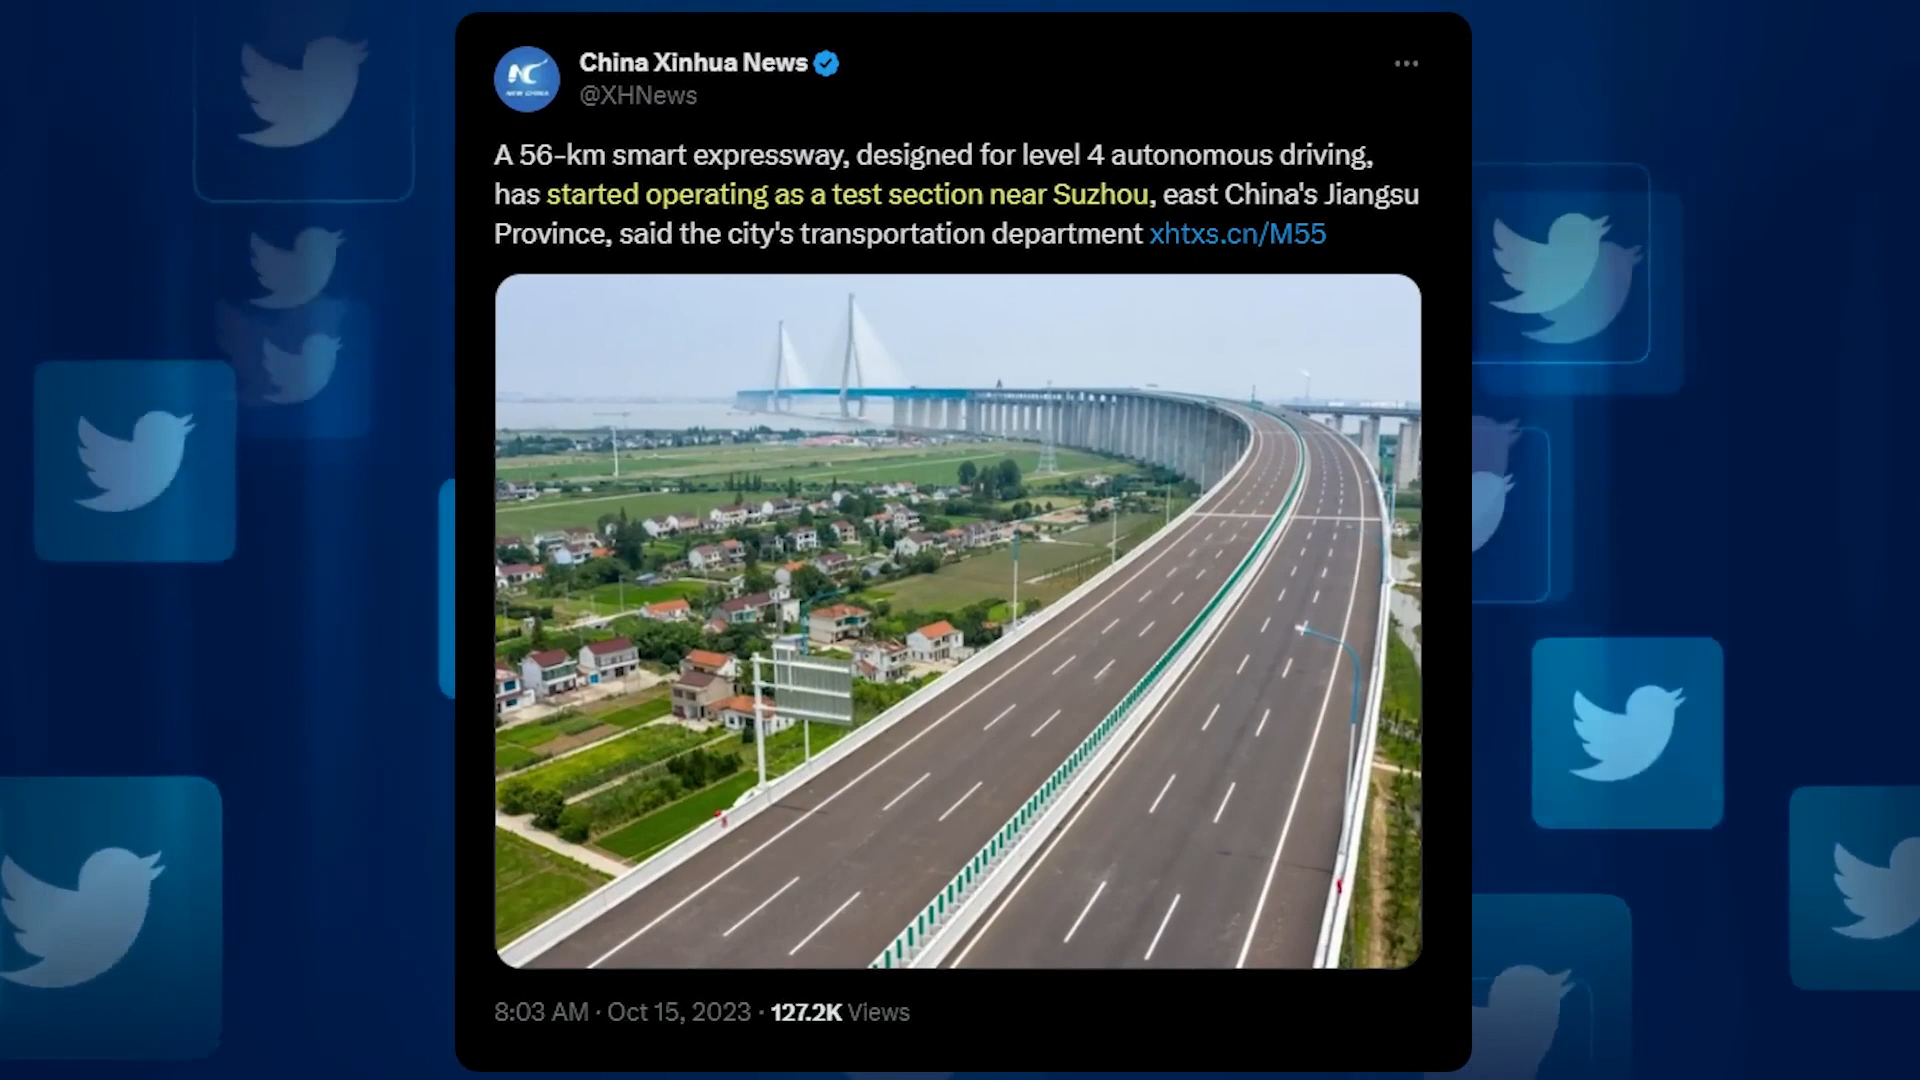 China Xinhua News
@XHNews
A 56-km smart expressway, designed for level 4 autonomous driving,
has started operating as a test section near Suzhou, east China's Jiangsu
Province, said the city's transportation department xhtxs.cn/M55
NEW CHINA
8:03 AM · Oct 15, 2023 · 127.2K Views